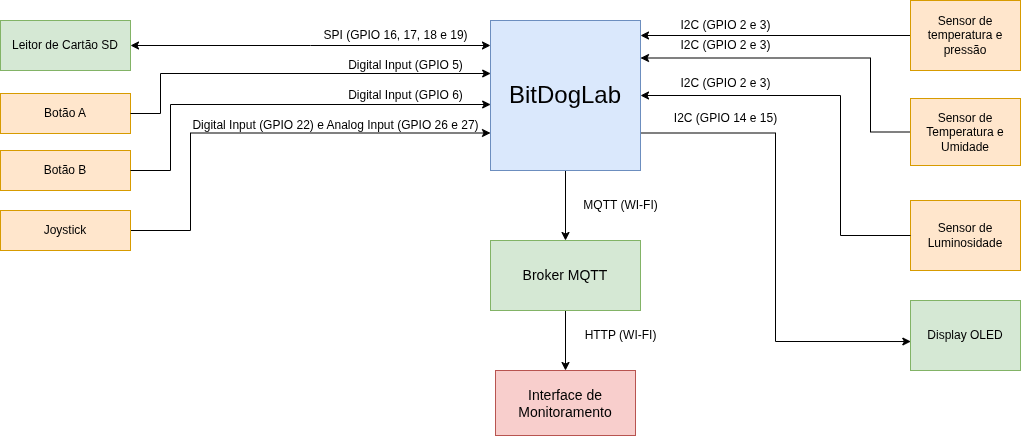 Leitor de Cartão SD
SPI (GPIO 16, 17, 18 e 19)
Botão A
Digital Input (GPIO 5)
Botão B
Digital Input (GPIO 6)
Joystick
Digital Input (GPIO 22) e Analog Input (GPIO 26 e 27)
BitDogLab
I2C (GPIO 2 e 3)
Sensor de
temperatura e
pressão
I2C (GPIO 2 e 3)
Sensor de
Temperatura e
Umidade
I2C (GPIO 2 e 3)
Sensor de
Luminosidade
I2C (GPIO 14 e 15)
Display OLED
MQTT (WI-FI)
Broker MQTT
HTTP (WI-FI)
Interface de
Monitoramento